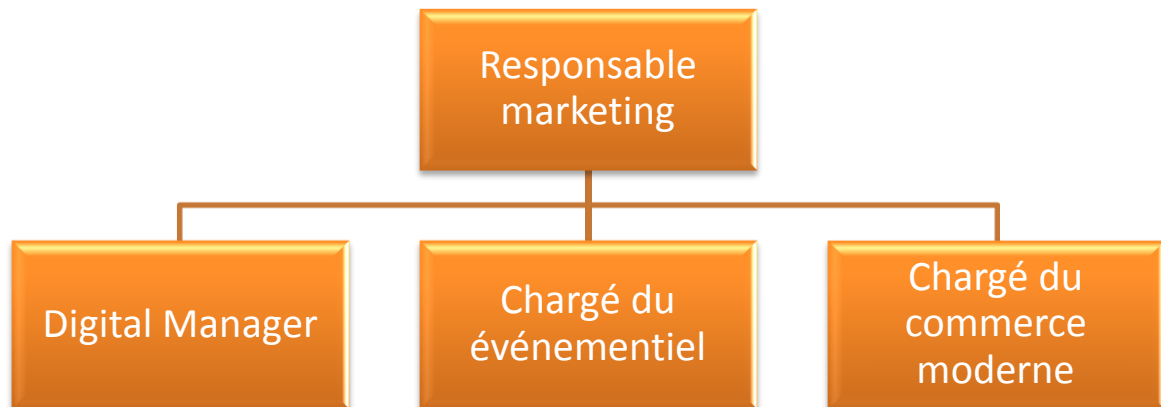 Responsable
marketing
Digital Manager
Chargé du
événementiel
Chargé du
commerce
moderne